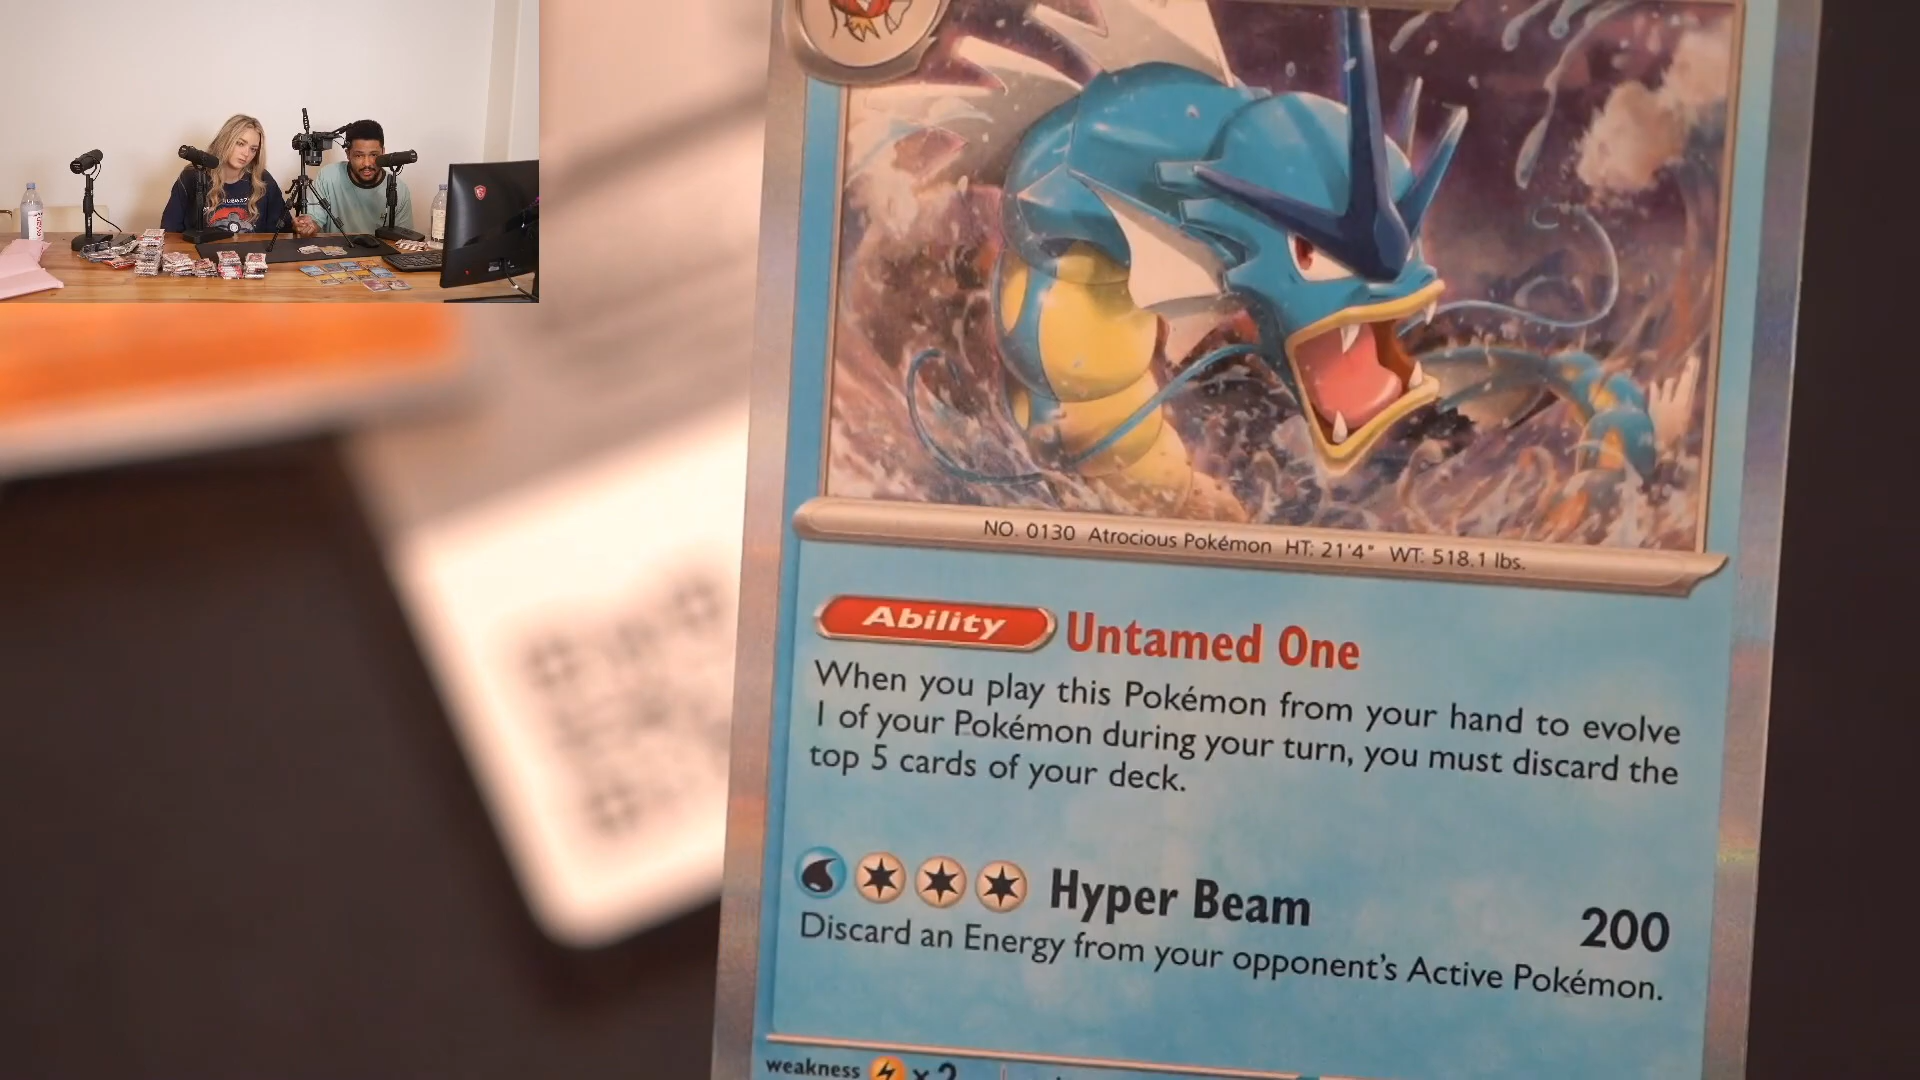 NO. 0130 Atrocious Pokémon HT: 21'4" WT: 518.1 lbs.
Ability Untamed One
When you play this Pokémon from your hand to evolve
1 of your Pokémon during your turn, you must discard the
top 5 cards of your deck.
Hyper Beam 200
Discard an Energy from your opponent's Active Pokémon.
weakness x2